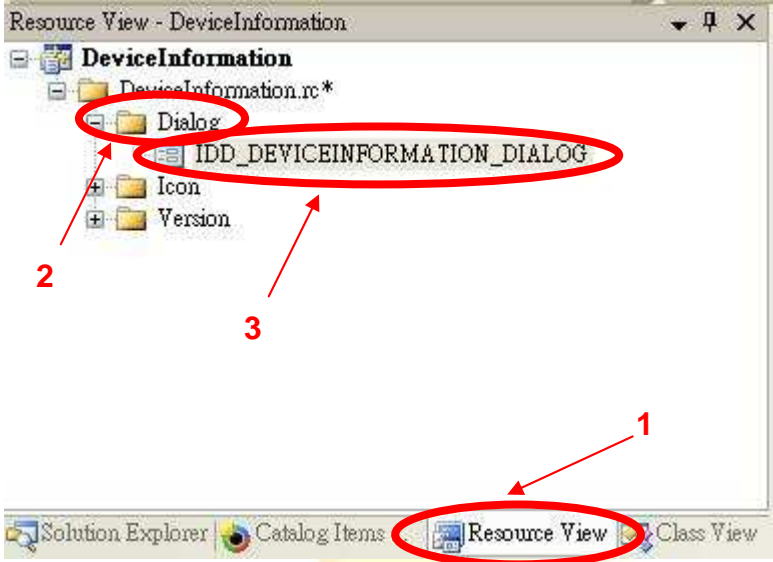 Resource View - DeviceInformation
DeviceInformation
DeviceInformation.rc*
Dialog
IDD_DEVICEINFORMATION_DIALOG
Icon
Version
2
3
1
Solution Explorer
Catalog Items
Resource View
Class View